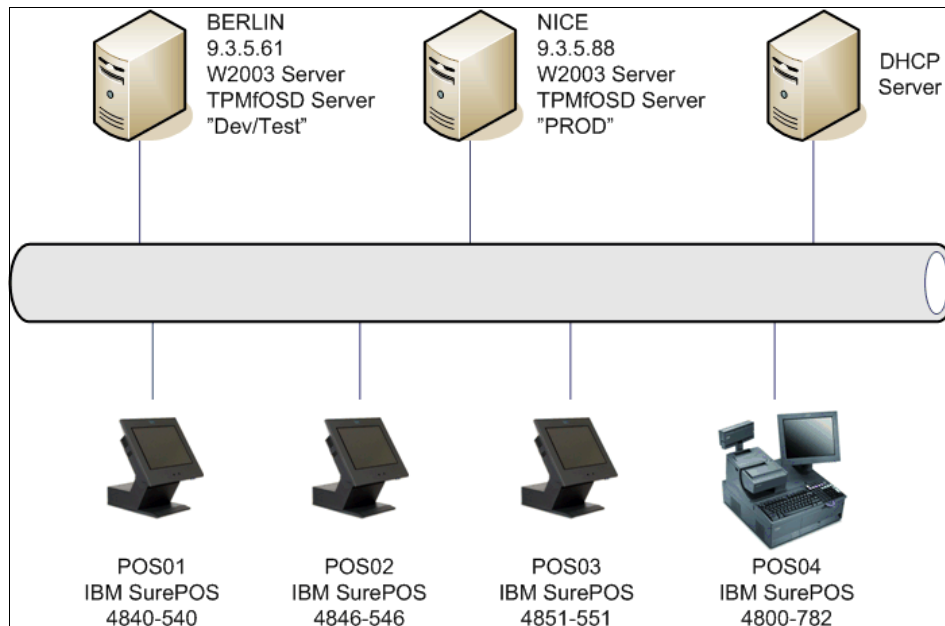 BERLIN
9.3.5.61
W2003 Server
TPMfOSD Server
"Dev/Test"
NICE
9.3.5.88
W2003 Server
TPMfOSD Server
"PROD"
DHCP
Server
POS01
IBM SurePOS
4840-540
POS02
IBM SurePOS
4846-546
POS03
IBM SurePOS
4851-551
POS04
IBM SurePOS
4800-782